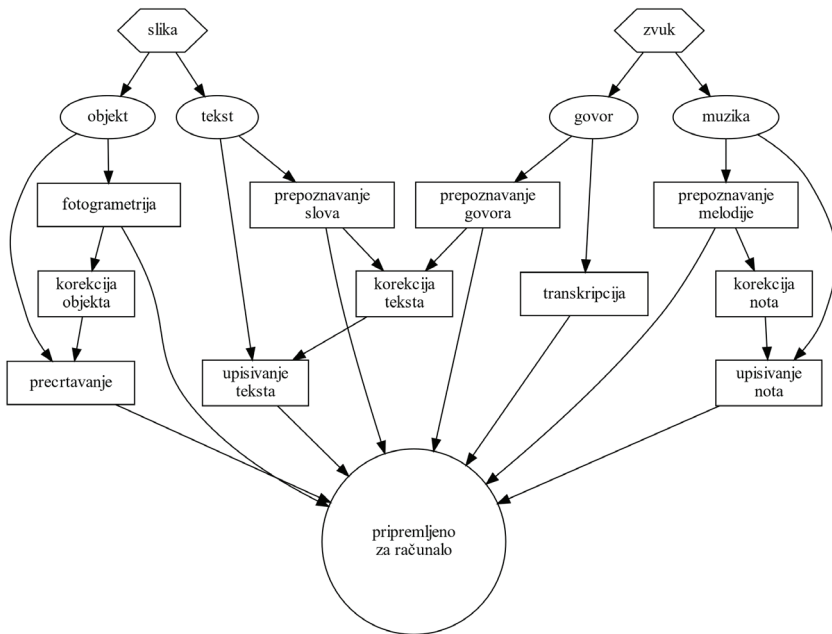 slika
zvuk
objekt
tekst
govor
muzika
fotogrametrija
prepoznavanje
slova
prepoznavanje
govora
prepoznavanje
melodije
korekcija
objekta
korekcija
teksta
transkripcija
korekcija
nota
precrtavanje
upisivanje
teksta
upisivanje
nota
pripremljeno
za računalo